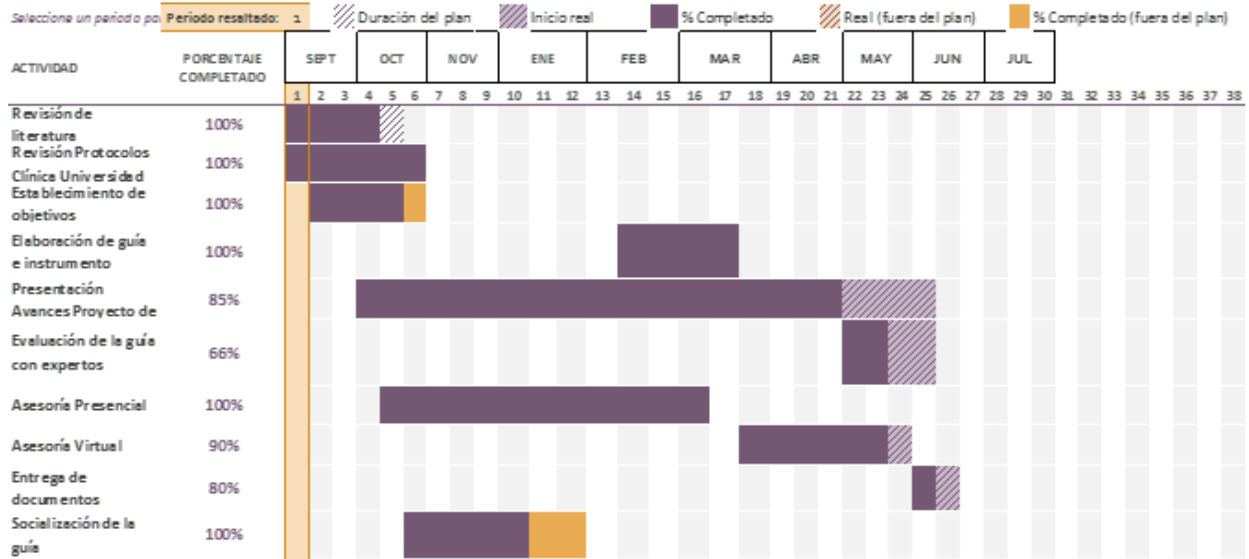 Seleccione un periodo pa
Periodo resaltado: 1
Duración del plan
Inicio real
% Completado
Real (fuera del plan)
% Completado (fuera del plan)
ACTIVIDAD
PORCENTAJE
COMPLETADO
SEPT OCT NOV ENE FEB MAR ABR MAY JUN JUL
1 2 3 4 5 6 7 8 9 10 11 12 13 14 15 16 17 18 19 20 21 22 23 24 25 26 27 28 29 30 31 32 33 34 35 36 37 38
Revisión de
literatura
100%
Revisión Protocolos
Clínica Universidad
100%
Establecimiento de
objetivos
100%
Elaboración de guía
e instrumento
100%
Presentación
Avances Proyecto de
85%
Evaluación de la guía
con expertos
66%
Asesoría Presencial
100%
Asesoría Virtual
90%
Entrega de
documentos
80%
Socialización de la
guía
100%